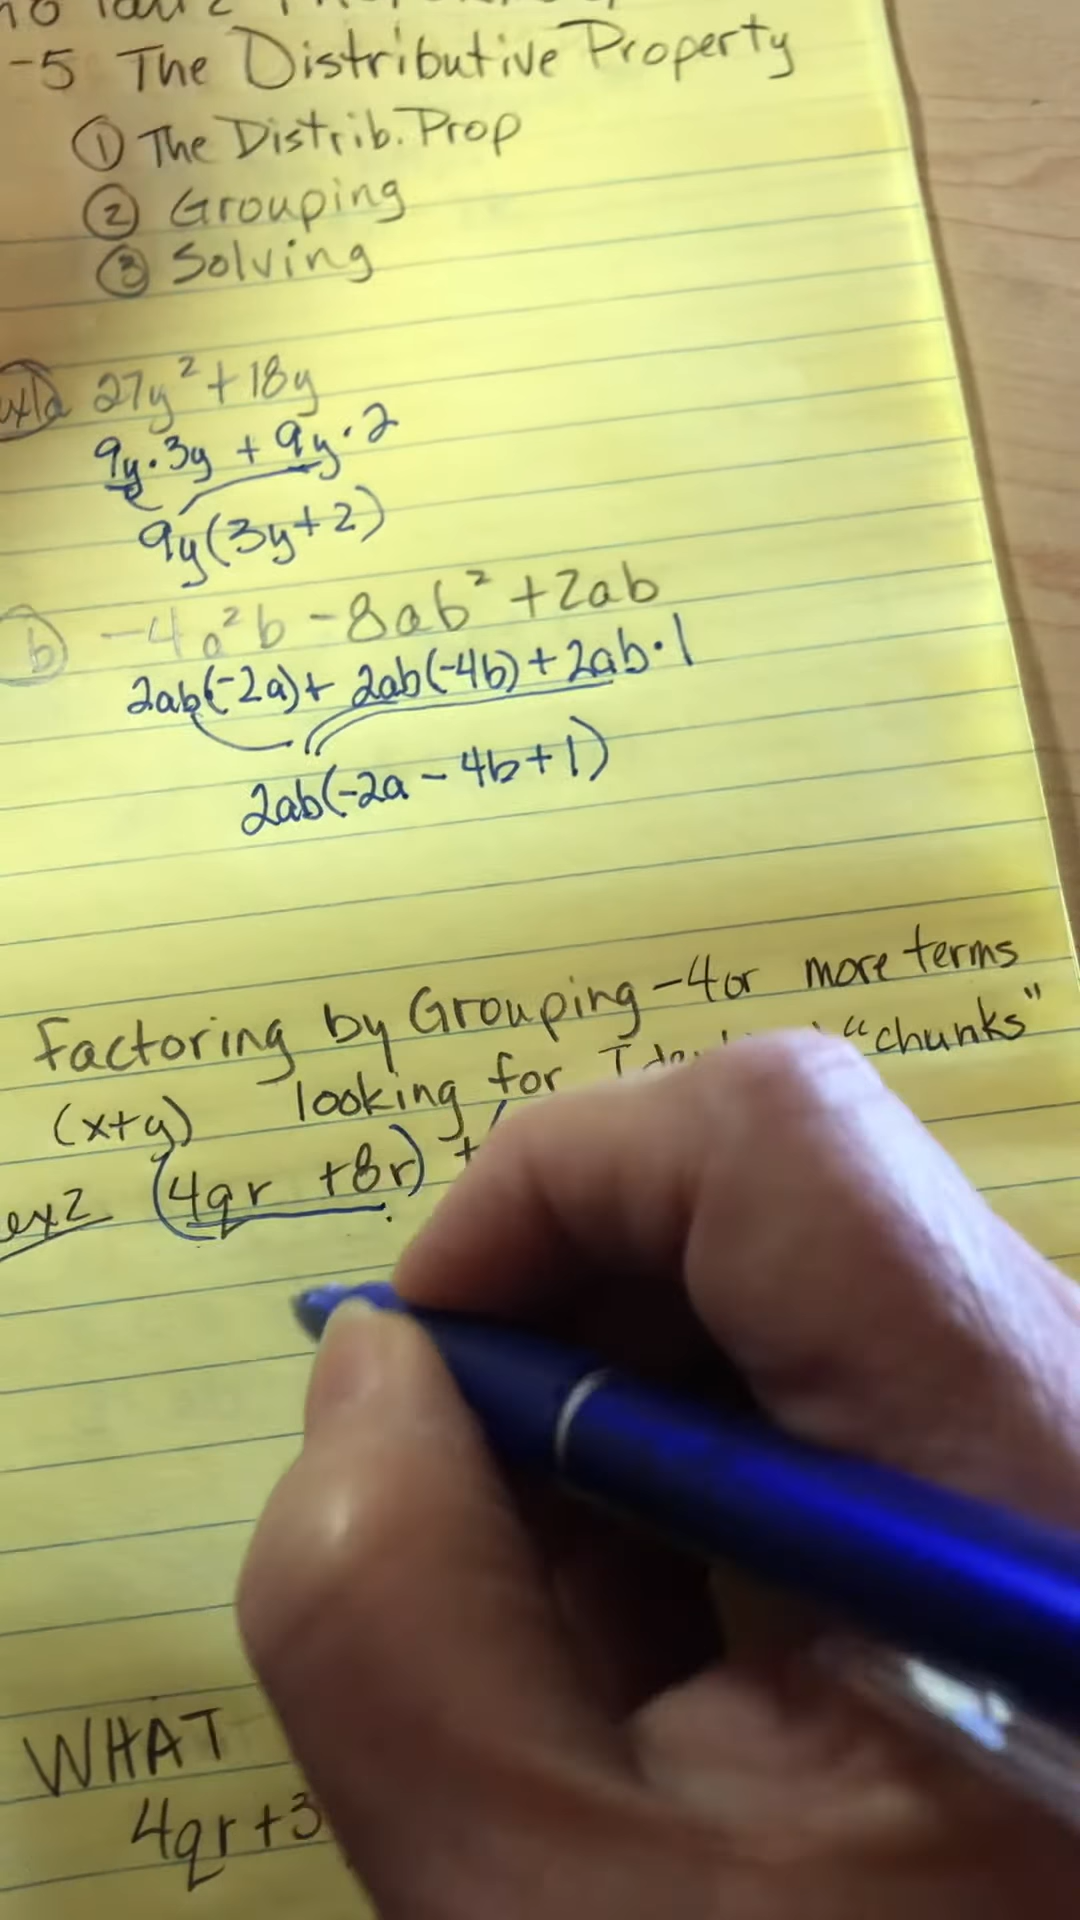 -5 The Distributive Property
① The Distrib. Prop
② Grouping
③ Solving
27y² + 18y
9y·3y + 9y·2
9y(3y+2)
b) -4a²b - 8ab² + 2ab
2ab(-2a) + 2ab(-4b) + 2ab·1
2ab(-2a - 4b + 1)
Factoring by Grouping - 4 or more terms
(x+y) looking for "chunks"
ex2 (4qr + 8r) +
WHAT
4qr+3